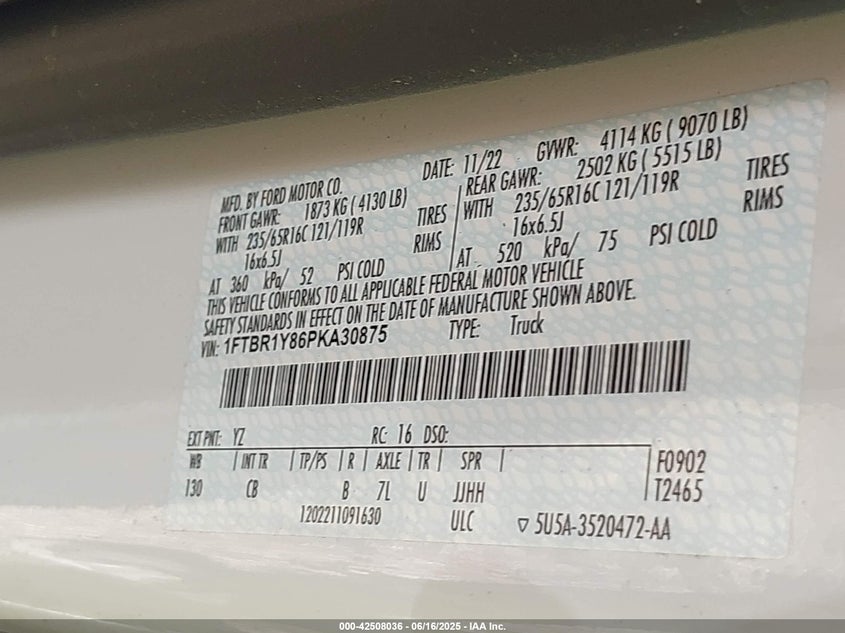 MFD. BY FORD MOTOR CO. DATE: 11/22 GVWR: 4114 KG ( 9070 LB)
FRONT GAWR: 1873 KG ( 4130 LB) REAR GAWR: 2502 KG ( 5515 LB)
WITH 235/65R16C 121/119R TIRES WITH 235/65R16C 121/119R TIRES
16x6.5J RIMS 16x6.5J RIMS
AT 360 kPa/ 52 PSI COLD AT 520 kPa/ 75 PSI COLD
THIS VEHICLE CONFORMS TO ALL APPLICABLE FEDERAL MOTOR VEHICLE
SAFETY STANDARDS IN EFFECT ON THE DATE OF MANUFACTURE SHOWN ABOVE.
VIN: 1FTBR1Y86PKA30875 TYPE: Truck
EXT PNT: YZ RC: 16 DSO:
WB INT TR TP/PS R AXLE TR SPR F0902
130 CB B 7L U JJHH T2465
1202211091630 ULC ▽ 5U5A-3520472-AA
000-42508036 - 06/16/2025 - IAA Inc.